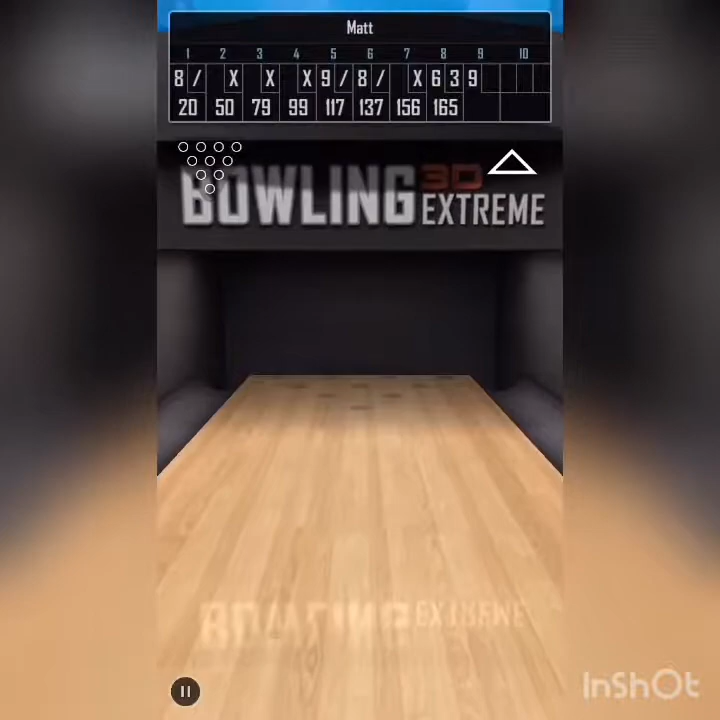 Matt
1 2 3 4 5 6 7 8 9 10
8 / X X X 9 / 8 / X 6 3 9
20 50 79 99 117 137 156 165
BOWLING 3D EXTREME
BOWLING EXTREME
InShOt